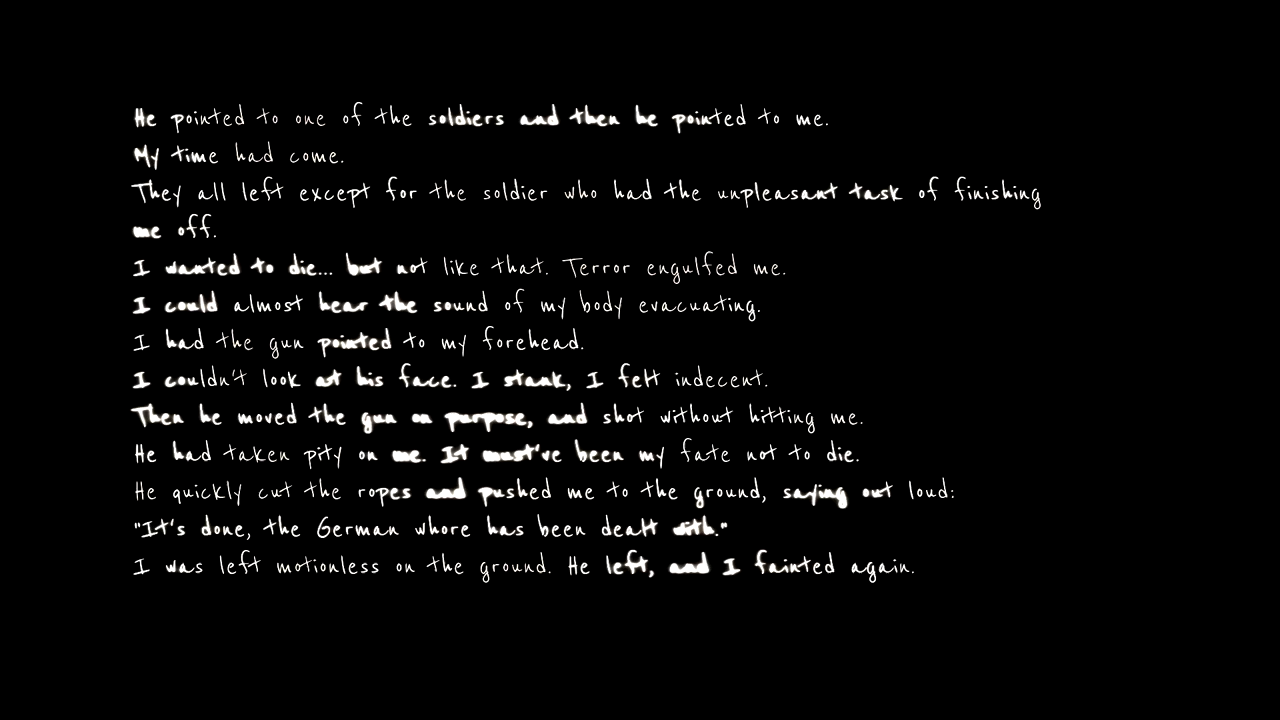 He pointed to one of the soldiers and then he pointed to me.
My time had come.
They all left except for the soldier who had the unpleasant task of finishing
me off.
I wanted to die... but not like that. Terror engulfed me.
I could almost hear the sound of my body evacuating.
I had the gun pointed to my forehead.
I couldn't look at his face. I stank, I felt indecent.
Then he moved the gun on purpose, and shot without hitting me.
He had taken pity on me. It must've been my fate not to die.
He quickly cut the ropes and pushed me to the ground, saying out loud:
"It's done, the German whore has been dealt with."
I was left motionless on the ground. He left, and I fainted again.